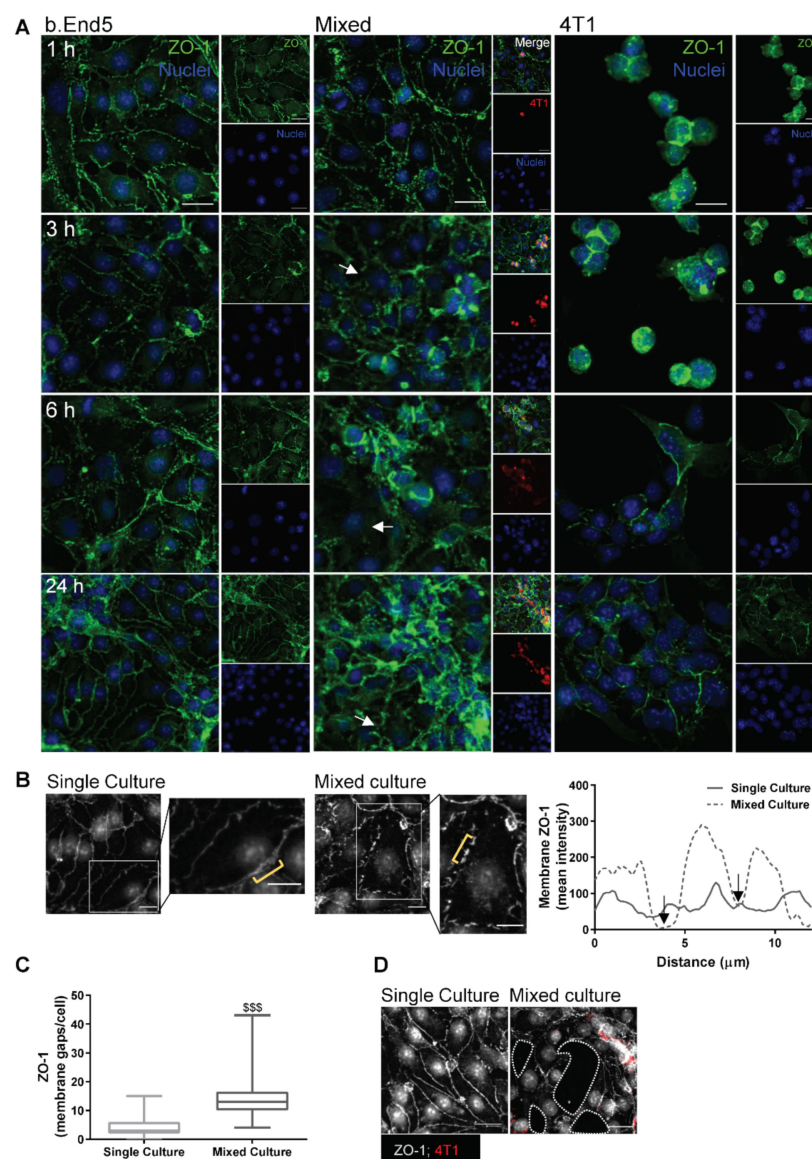 A
b.End5
Mixed
4T1
1 h
ZO-1
Nuclei
ZO-1
Nuclei
Merge
4T1
Nuclei
ZO-1
Nuclei
3 h
6 h
24 h
B
Single Culture
Mixed culture
Single Culture
Mixed Culture
Membrane ZO-1
(mean intensity)
400
300
200
100
0
0
5
10
Distance (μm)
C
ZO-1
(membrane gaps/cell)
50
40
30
20
10
0
$$$
Single Culture
Mixed Culture
D
Single Culture
Mixed culture
ZO-1; 4T1